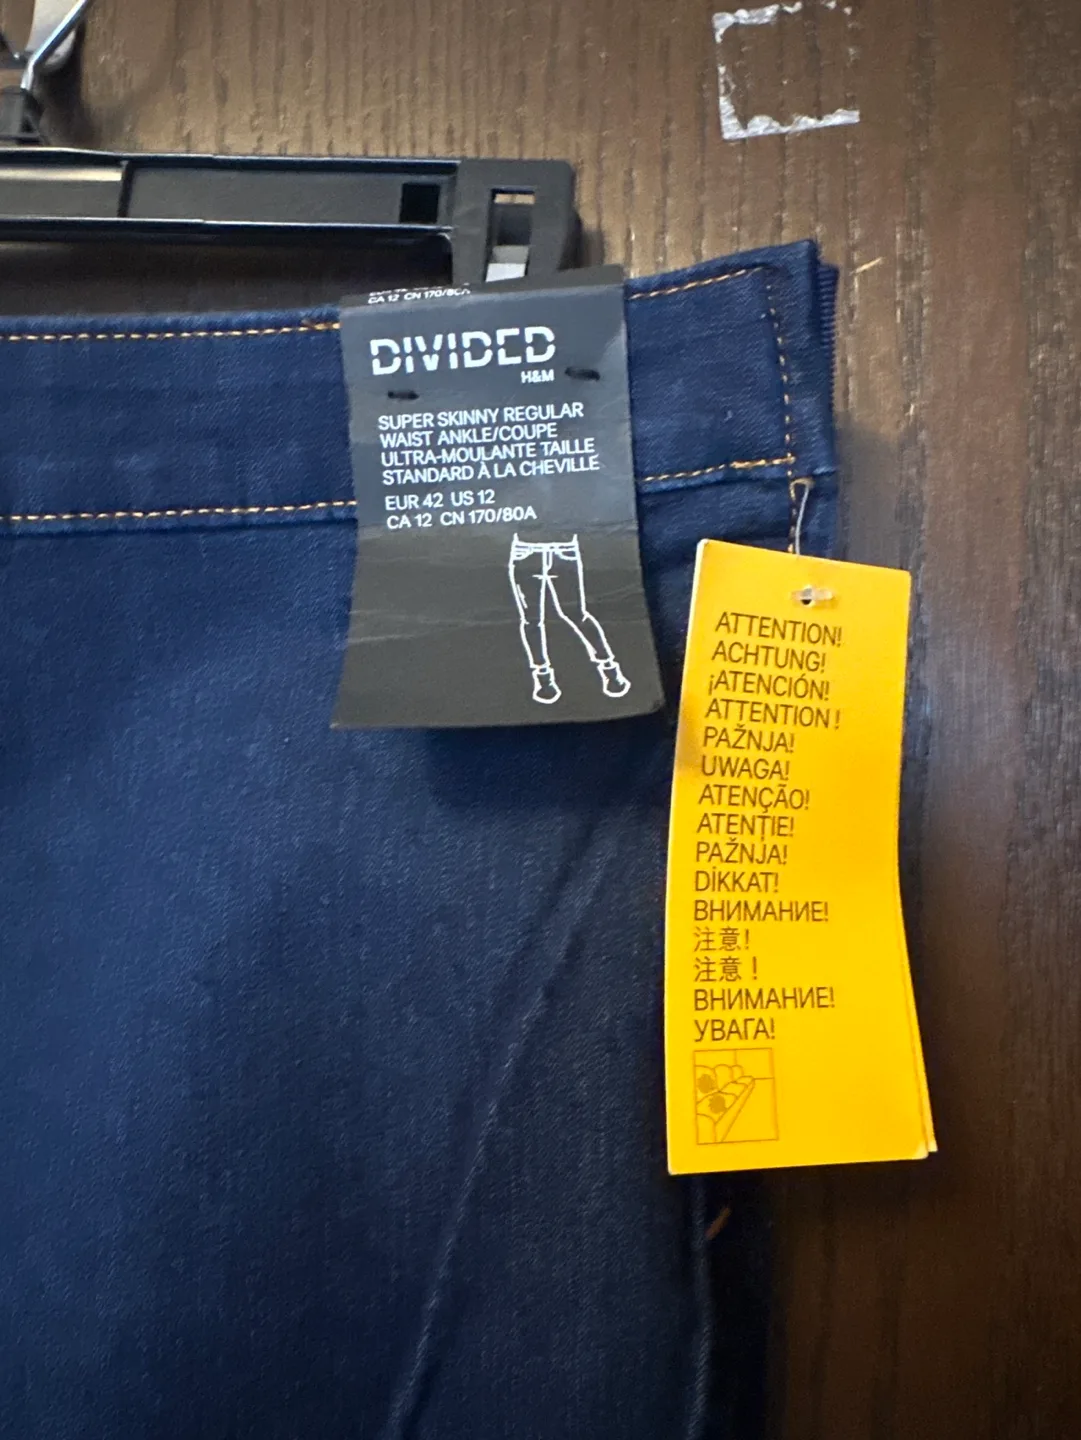 CA 12 CN 170/80A
DIVIDED
H&M
SUPER SKINNY REGULAR
WAIST ANKLE/COUPE
ULTRA-MOULANTE TAILLE
STANDARD À LA CHEVILLE
EUR 42 US 12
CA 12 CN 170/80A
ATTENTION!
ACHTUNG!
¡ATENCIÓN!
ATTENTION !
PAŽNJA!
UWAGA!
ATENÇÃO!
ATENȚIE!
PAŽNJA!
DİKKAT!
ВНИМАНИЕ!
注意!
注意！
ВНИМАНИЕ!
УВАГА!